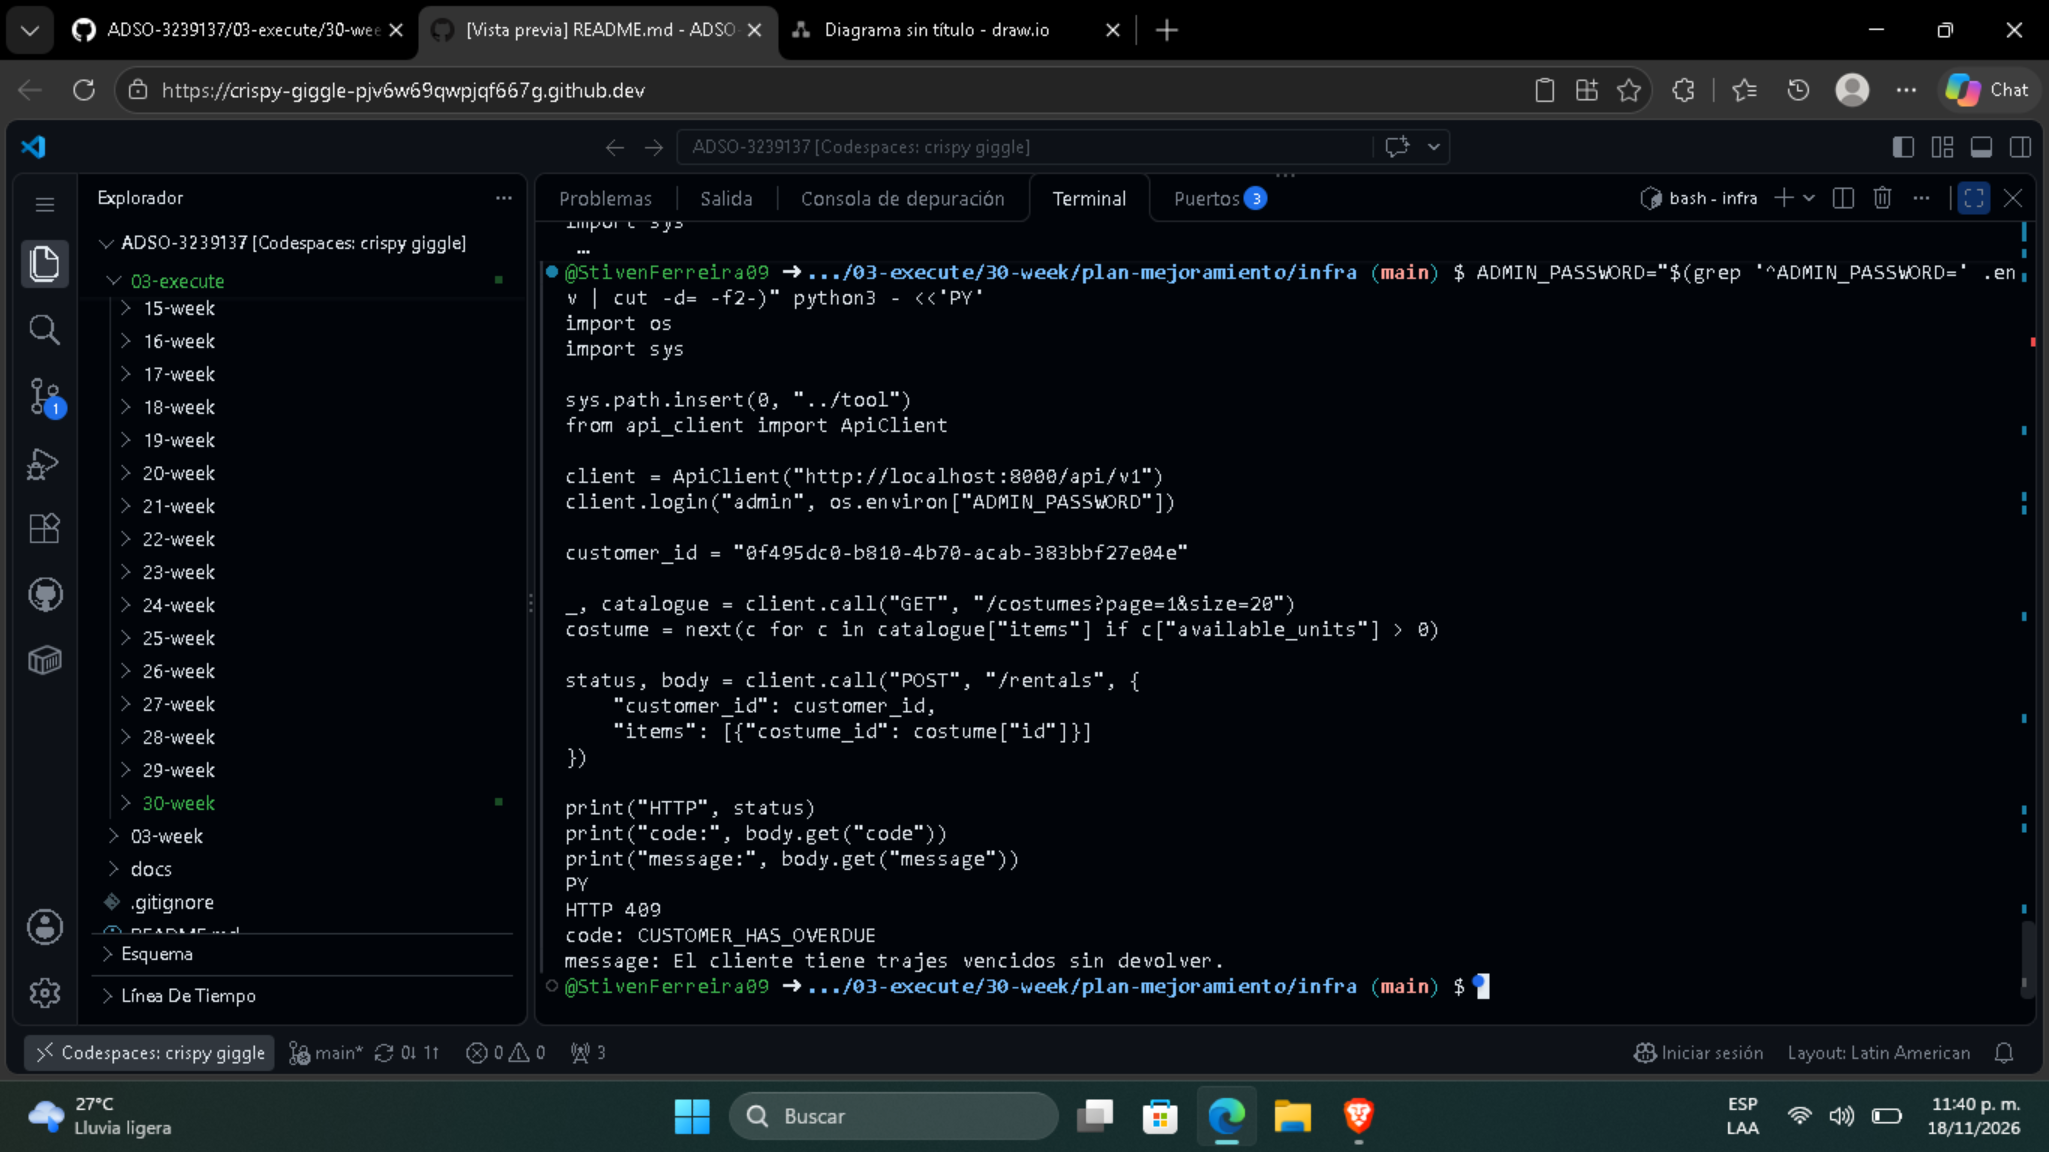 ADSO-3239137/03-execute/30-wee
[Vista previa] README.md - ADSO-
Diagrama sin título - draw.io
https://crispy-giggle-pjv6w69qwpjqf667g.github.dev
Chat
ADSO-3239137 [Codespaces: crispy giggle]
Explorador
ADSO-3239137 [Codespaces: crispy giggle]
03-execute
15-week
16-week
17-week
18-week
19-week
20-week
21-week
22-week
23-week
24-week
25-week
26-week
27-week
28-week
29-week
30-week
03-week
docs
.gitignore
README.md
Esquema
Línea De Tiempo
1
Problemas
Salida
Consola de depuración
Terminal
Puertos 3
bash - infra
import sys
…
@StivenFerreira09 ➜ .../03-execute/30-week/plan-mejoramiento/infra (main) $ ADMIN_PASSWORD="$(grep '^ADMIN_PASSWORD=' .en
v | cut -d= -f2-)" python3 - <<'PY'
import os
import sys
sys.path.insert(0, "../tool")
from api_client import ApiClient
client = ApiClient("http://localhost:8000/api/v1")
client.login("admin", os.environ["ADMIN_PASSWORD"])
customer_id = "0f495dc0-b810-4b70-acab-383bbf27e04e"
_, catalogue = client.call("GET", "/costumes?page=1&size=20")
costume = next(c for c in catalogue["items"] if c["available_units"] > 0)
status, body = client.call("POST", "/rentals", {
"customer_id": customer_id,
"items": [{"costume_id": costume["id"]}]
})
print("HTTP", status)
print("code:", body.get("code"))
print("message:", body.get("message"))
PY
HTTP 409
code: CUSTOMER_HAS_OVERDUE
message: El cliente tiene trajes vencidos sin devolver.
@StivenFerreira09 ➜ .../03-execute/30-week/plan-mejoramiento/infra (main) $
Codespaces: crispy giggle
main*
0↓ 1↑
0
0
3
Iniciar sesión
Layout: Latin American
27°C
Lluvia ligera
Buscar
ESP
LAA
11:40 p. m.
18/11/2026